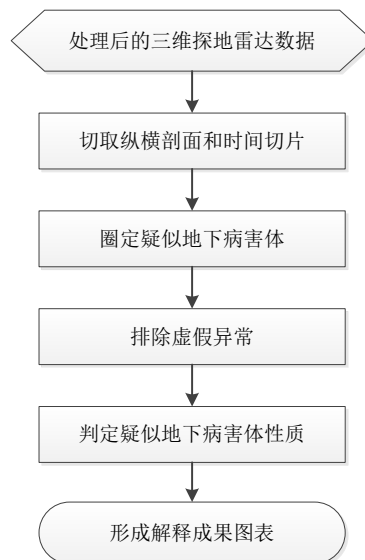 处理后的三维探地雷达数据
切取纵横剖面和时间切片
圈定疑似地下病害体
排除虚假异常
判定疑似地下病害体性质
形成解释成果图表